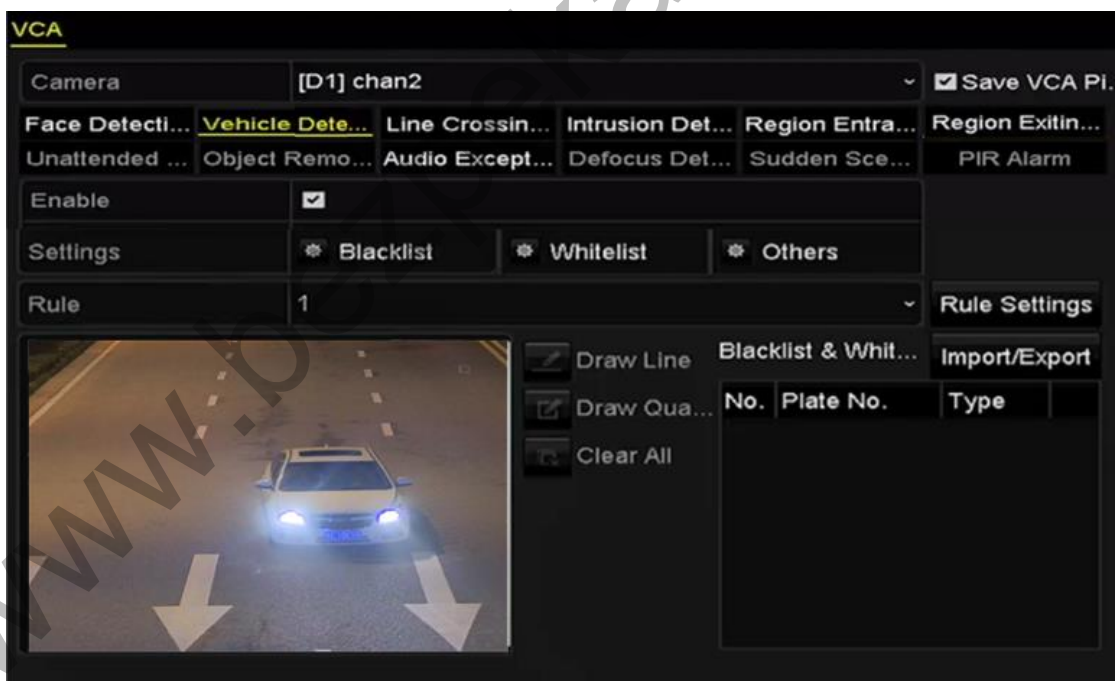 VCA
Camera [D1] chan2 Save VCA Pi.
Face Detecti... Vehicle Dete... Line Crossin... Intrusion Det... Region Entra... Region Exitin...
Unattended ... Object Remo... Audio Except... Defocus Det... Sudden Sce... PIR Alarm
Enable
Settings Blacklist Whitelist Others
Rule 1 Rule Settings
Draw Line Blacklist & Whit... Import/Export
Draw Qua... No. Plate No. Type
Clear All